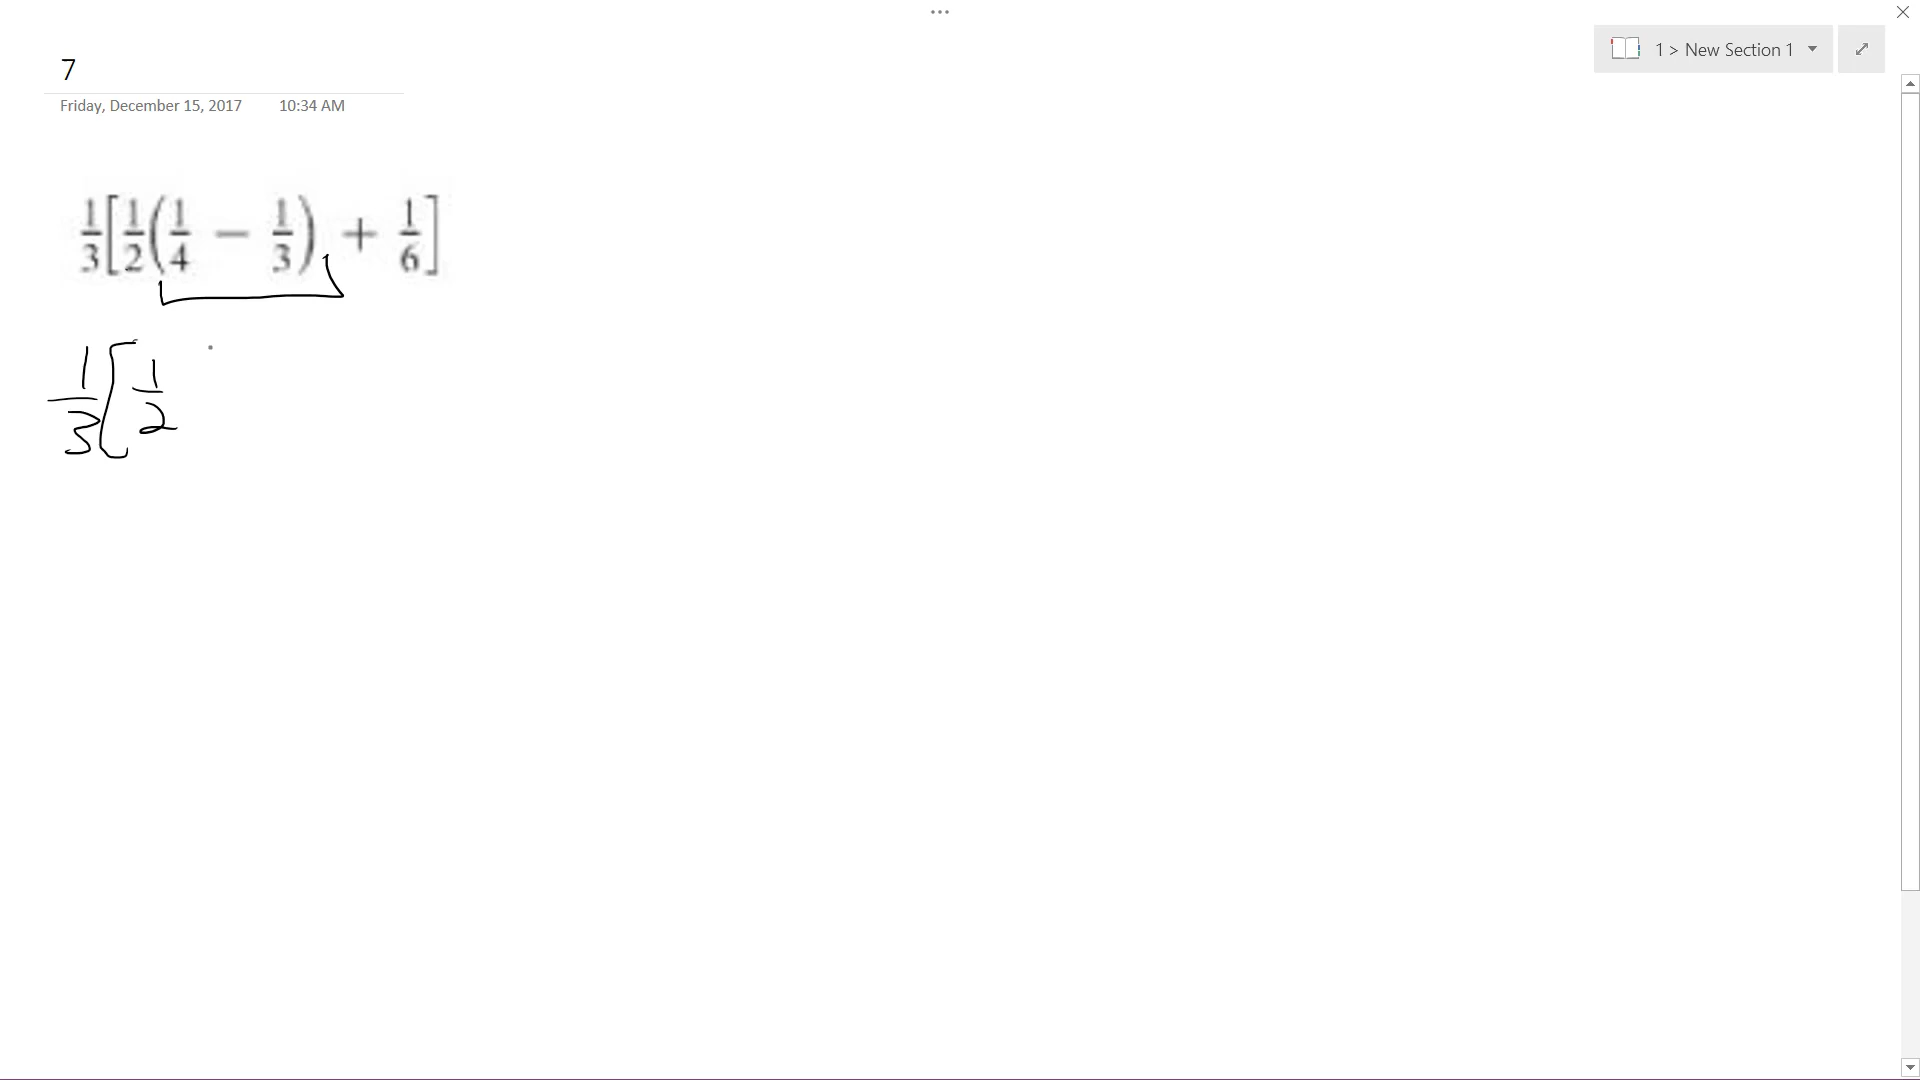 1 > New Section 1
7
Friday, December 15, 2017 10:34 AM
1/3[1/2(1/4 − 1/3) + 1/6]
1/3[1/2